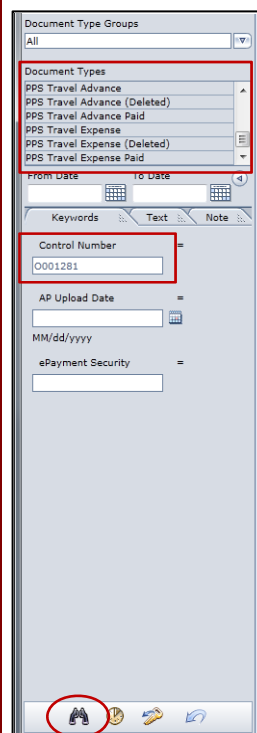 Document Type Groups
All
Document Types
PPS Travel Advance
PPS Travel Advance (Deleted)
PPS Travel Advance Paid
PPS Travel Expense
PPS Travel Expense (Deleted)
PPS Travel Expense Paid
From Date To Date
Keywords Text Note
Control Number =
O001281
AP Upload Date =
MM/dd/yyyy
ePayment Security =